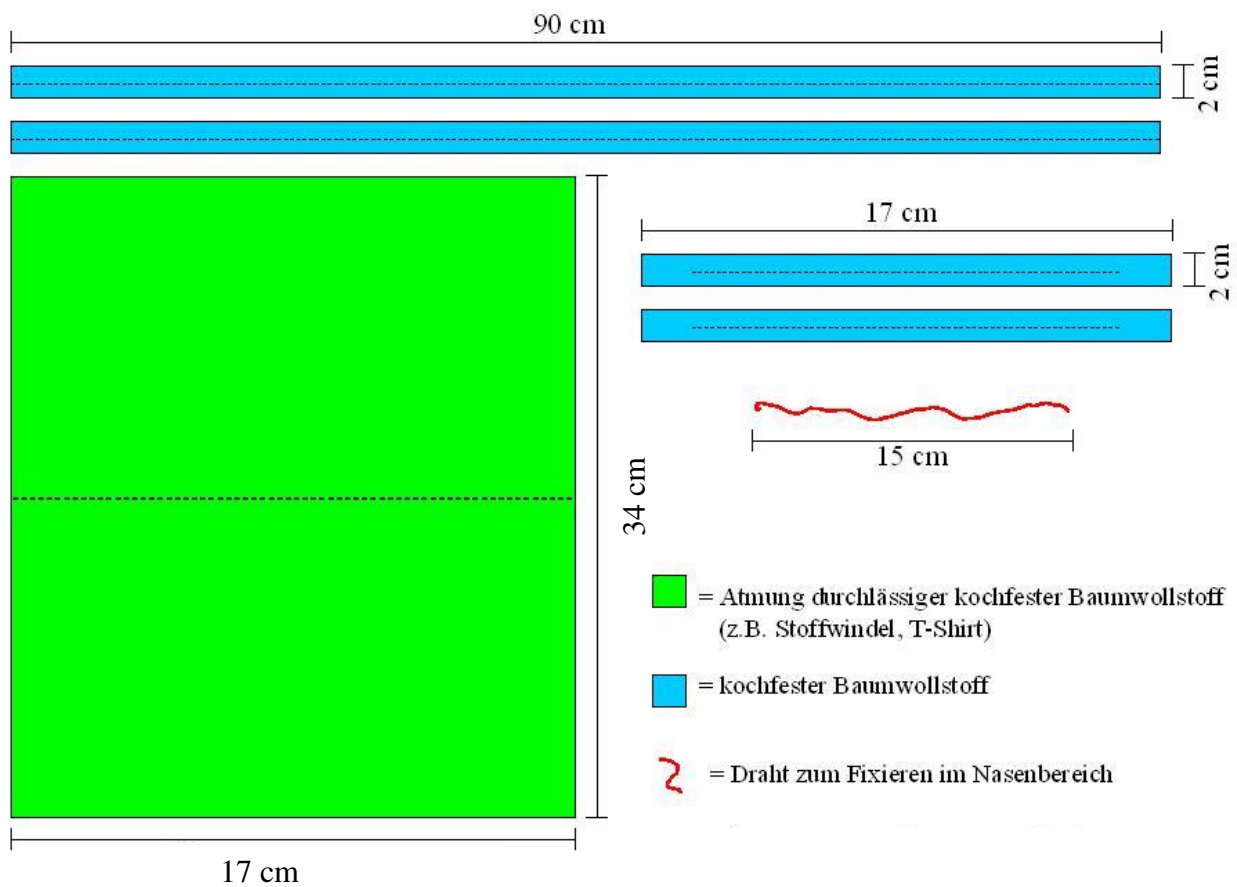 90 cm
2 cm
17 cm
2 cm
15 cm
34 cm
= Atmung durchlässiger kochfester Baumwollstoff
(z.B. Stoffwindel, T-Shirt)
= kochfester Baumwollstoff
= Draht zum Fixieren im Nasenbereich
17 cm